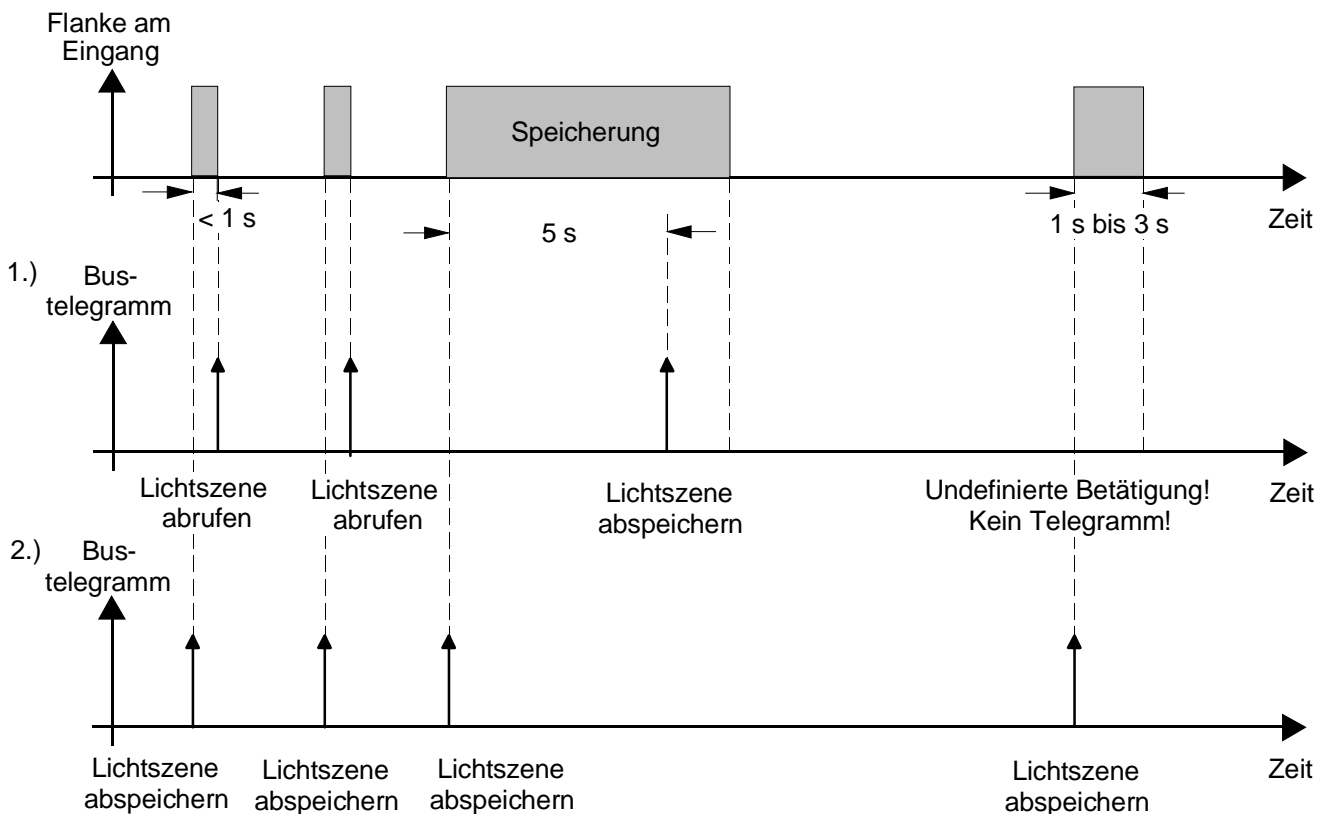 Flanke am
Eingang
Speicherung
< 1 s
5 s
1 s bis 3 s
Zeit
1.) Bus-
telegramm
Lichtszene
abrufen
Lichtszene
abrufen
Lichtszene
abspeichern
Undefinierte Betätigung!
Kein Telegramm!
Zeit
2.) Bus-
telegramm
Lichtszene
abspeichern
Lichtszene
abspeichern
Lichtszene
abspeichern
Lichtszene
abspeichern
Zeit